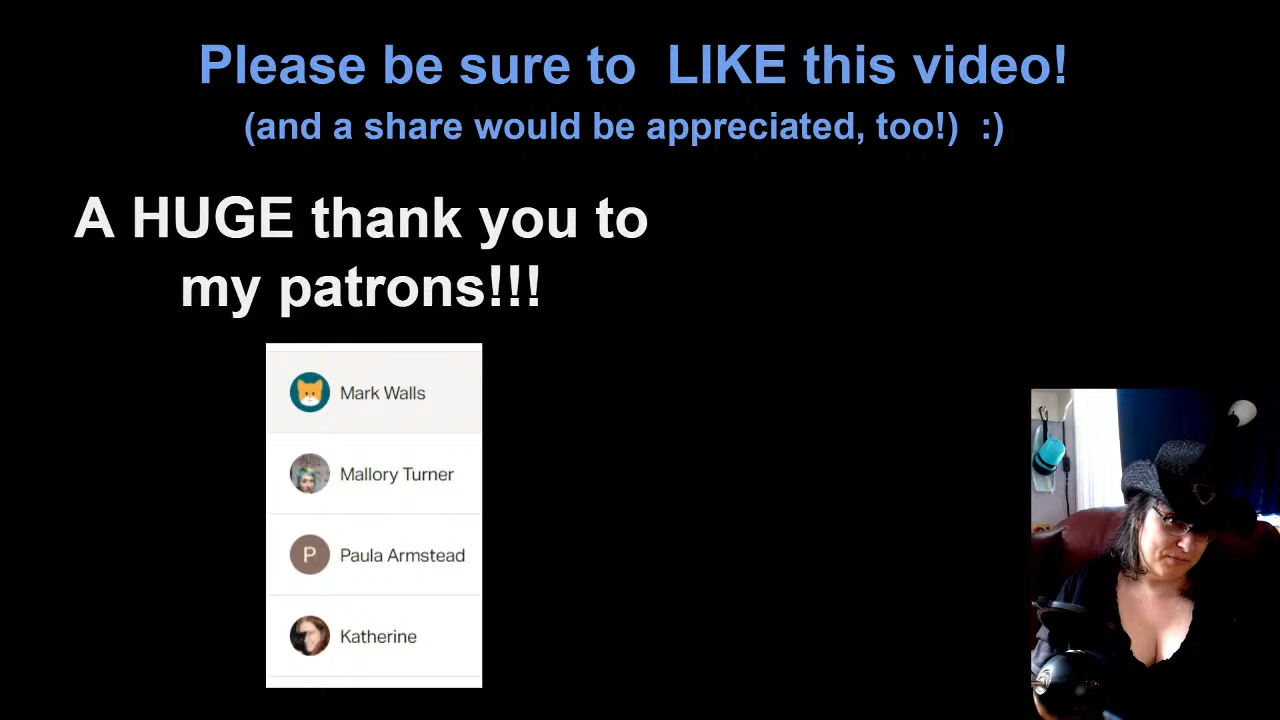 Please be sure to  LIKE this video!
(and a share would be appreciated, too!)  :)
A HUGE thank you to
my patrons!!!
Mark Walls
Mallory Turner
P Paula Armstead
Katherine